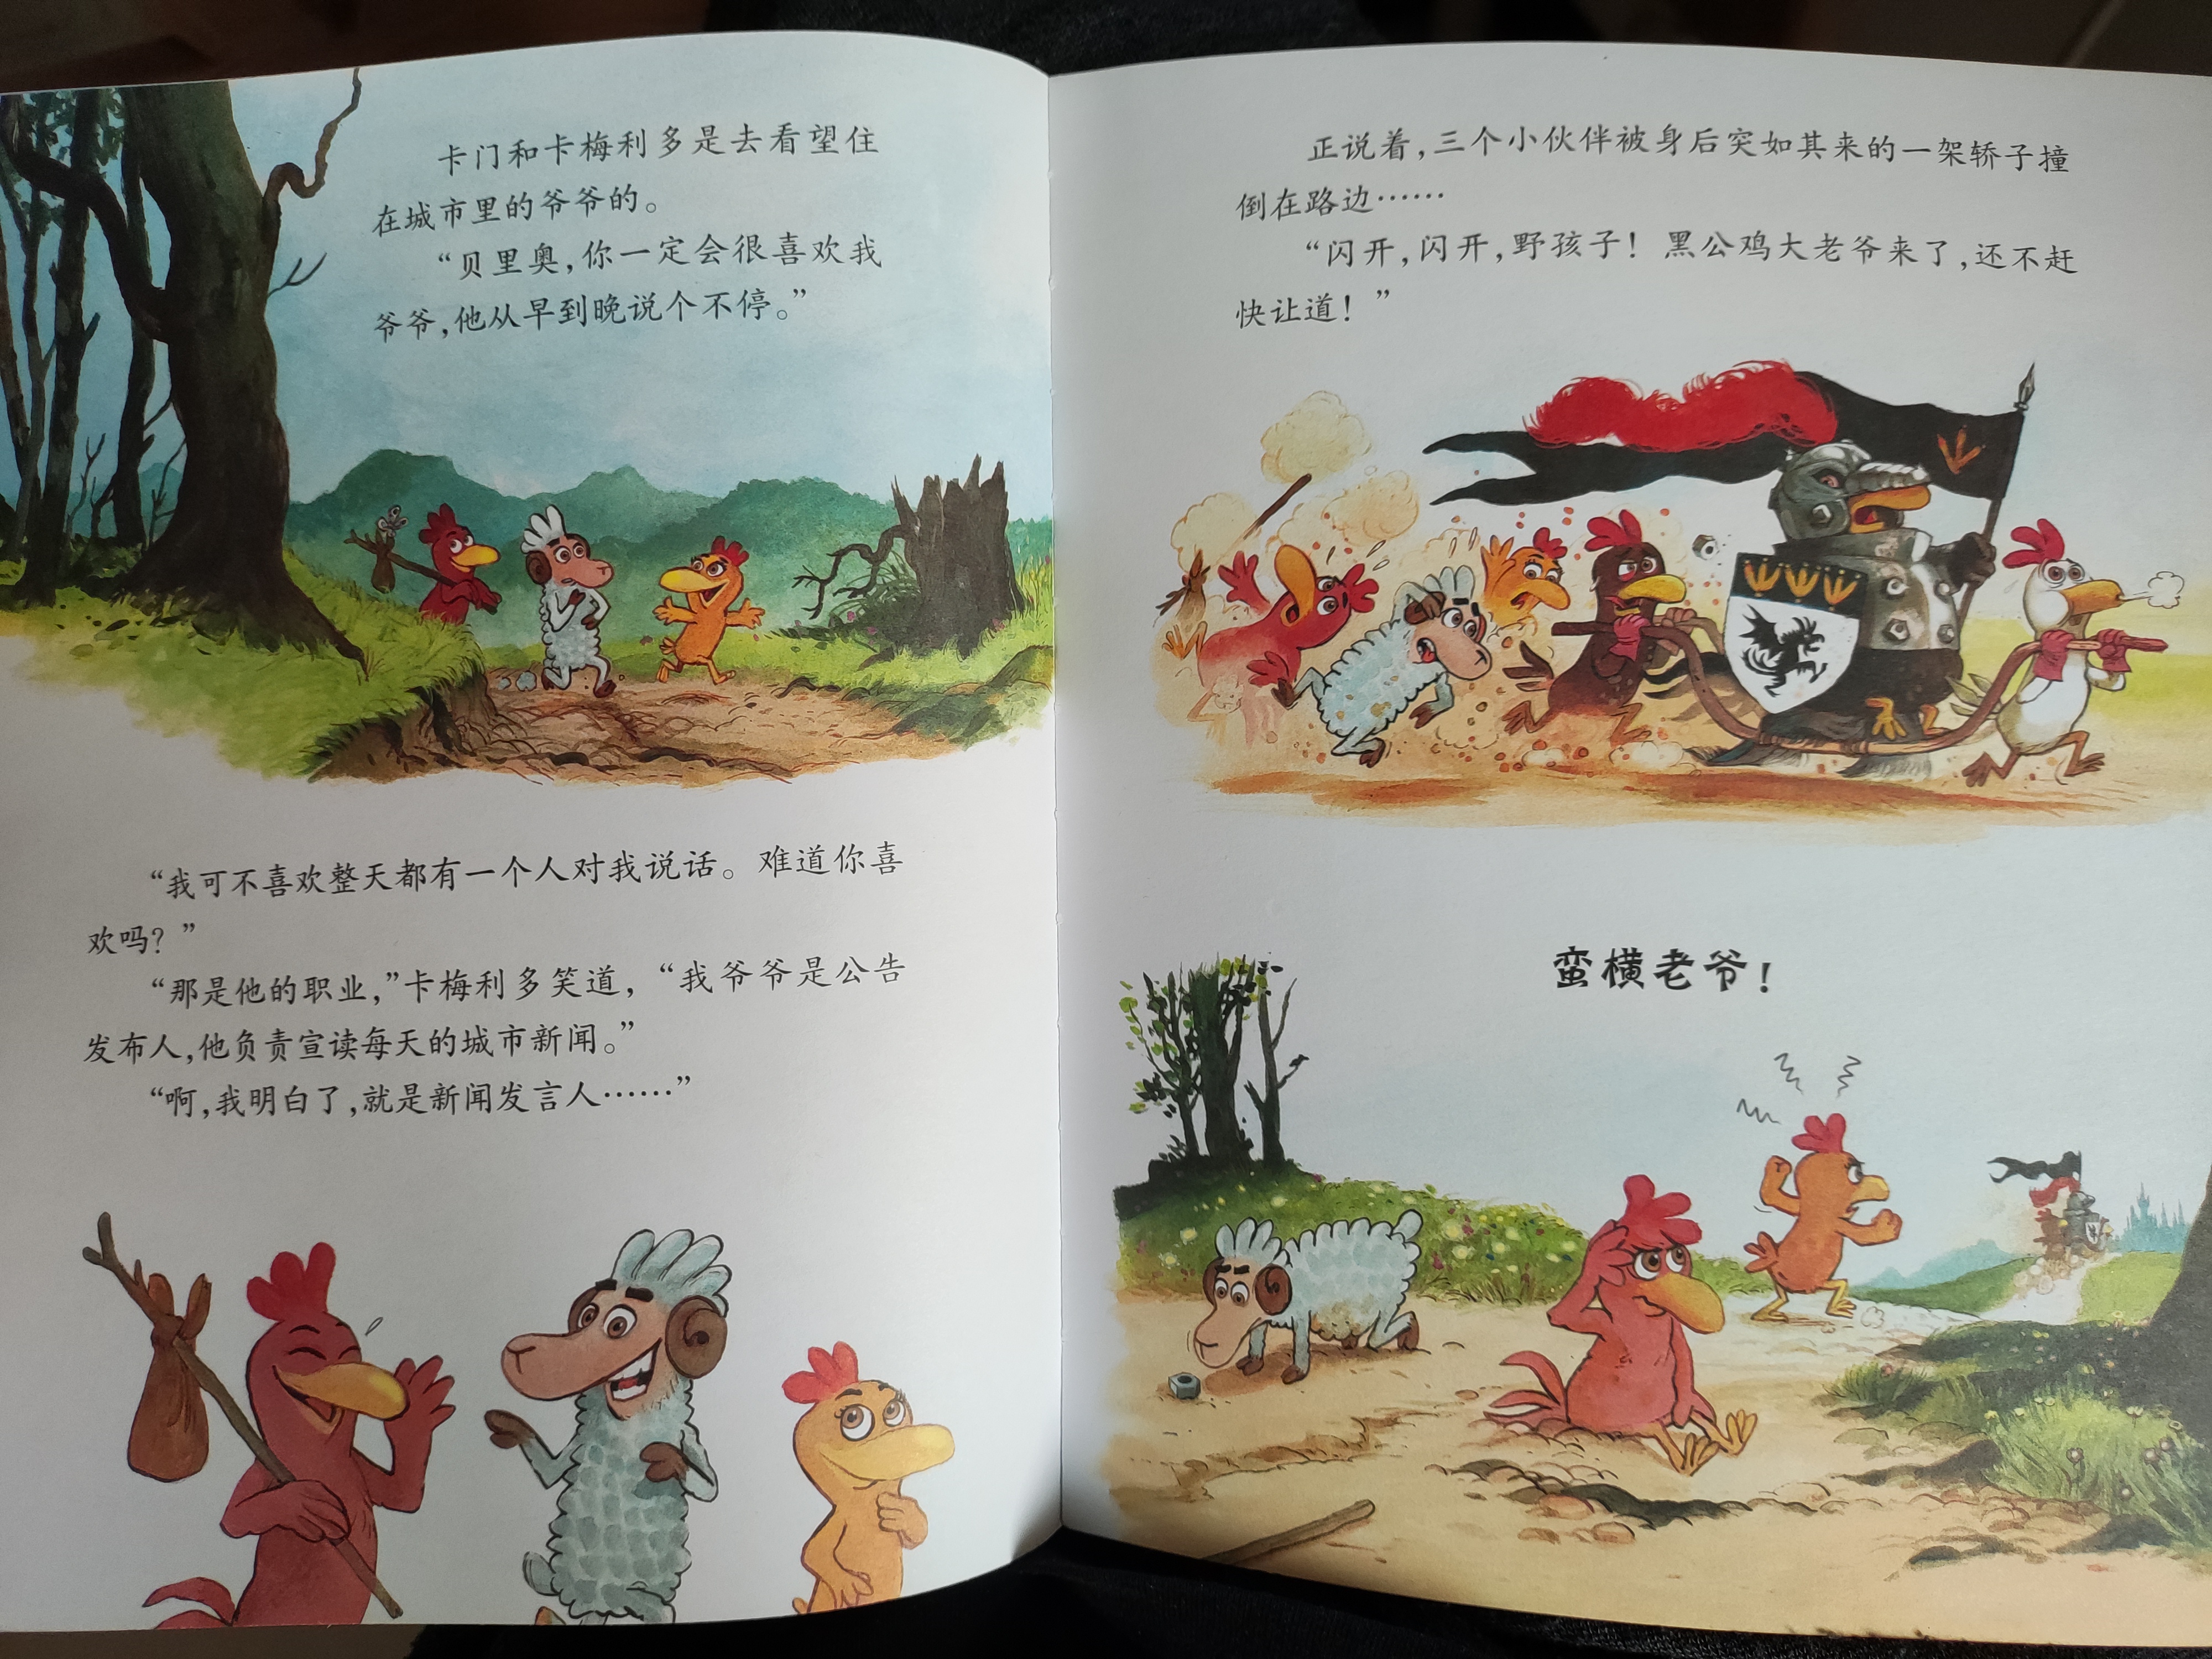 卡门和卡梅利多是去看望住
在城市里的爷爷的。
“贝里奥，你一定会很喜欢我
爷爷，他从早到晚说个不停。”
“我可不喜欢整天都有一个人对我说话。难道你喜
欢吗？”
“那是他的职业，”卡梅利多笑道，“我爷爷是公告
发布人，他负责宣读每天的城市新闻。”
“啊，我明白了，就是新闻发言人……”
正说着，三个小伙伴被身后突如其来的一架轿子撞
倒在路边……
“闪开，闪开，野孩子！黑公鸡大老爷来了，还不赶
快让道！”
蛮横老爷！